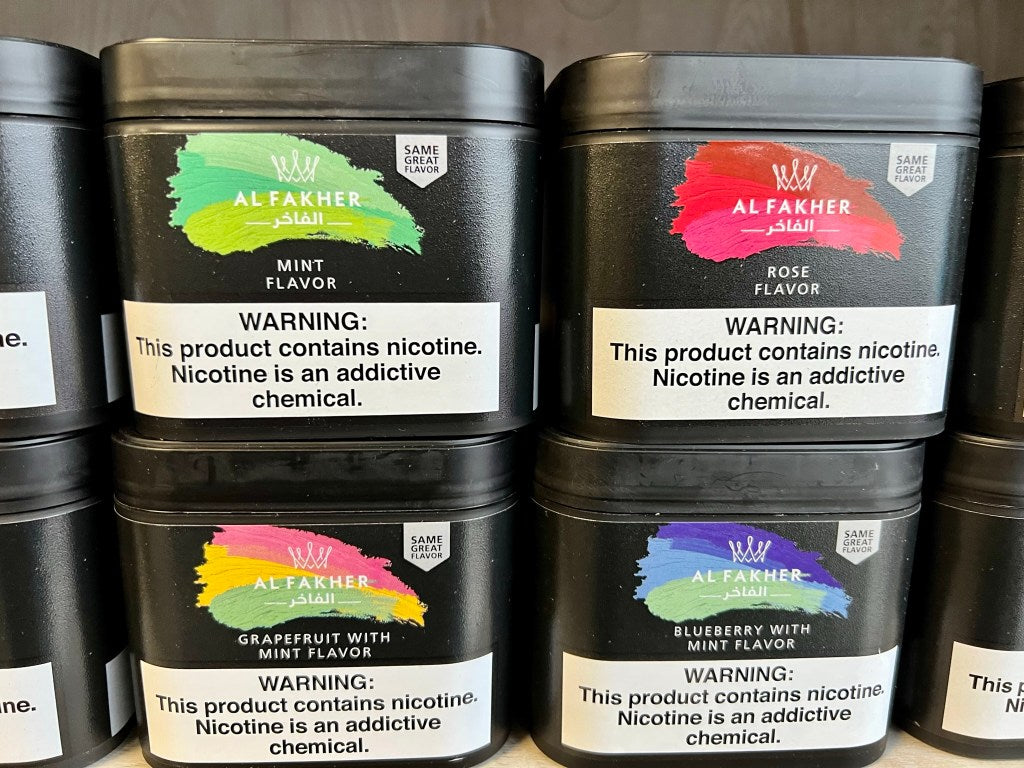 SAME
GREAT
FLAVOR
AL FAKHER
الفاخر
MINT
FLAVOR
WARNING:
This product contains nicotine.
Nicotine is an addictive
chemical.
SAME
GREAT
FLAVOR
AL FAKHER
الفاخر
ROSE
FLAVOR
WARNING:
This product contains nicotine.
Nicotine is an addictive
chemical.
SAME
GREAT
FLAVOR
AL FAKHER
الفاخر
GRAPEFRUIT WITH
MINT FLAVOR
WARNING:
This product contains nicotine.
Nicotine is an addictive
chemical.
SAME
GREAT
FLAVOR
AL FAKHER
الفاخر
BLUEBERRY WITH
MINT FLAVOR
WARNING:
This product contains nicotine.
Nicotine is an addictive
chemical.
This